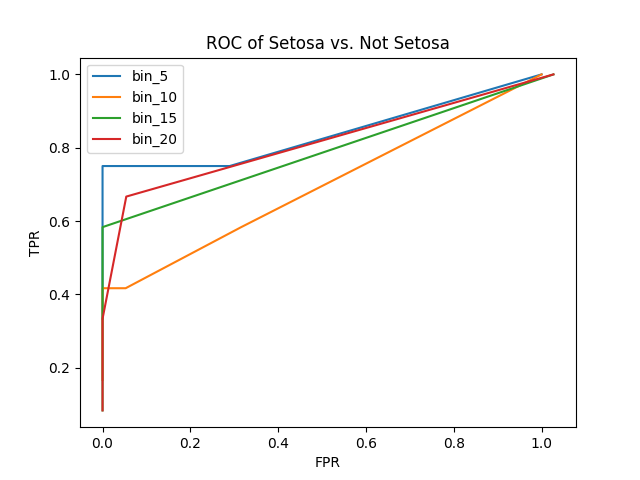 ROC of Setosa vs. Not Setosa
bin_5
bin_10
bin_15
bin_20
1.0
0.8
0.6
0.4
0.2
TPR
0.0 0.2 0.4 0.6 0.8 1.0
FPR